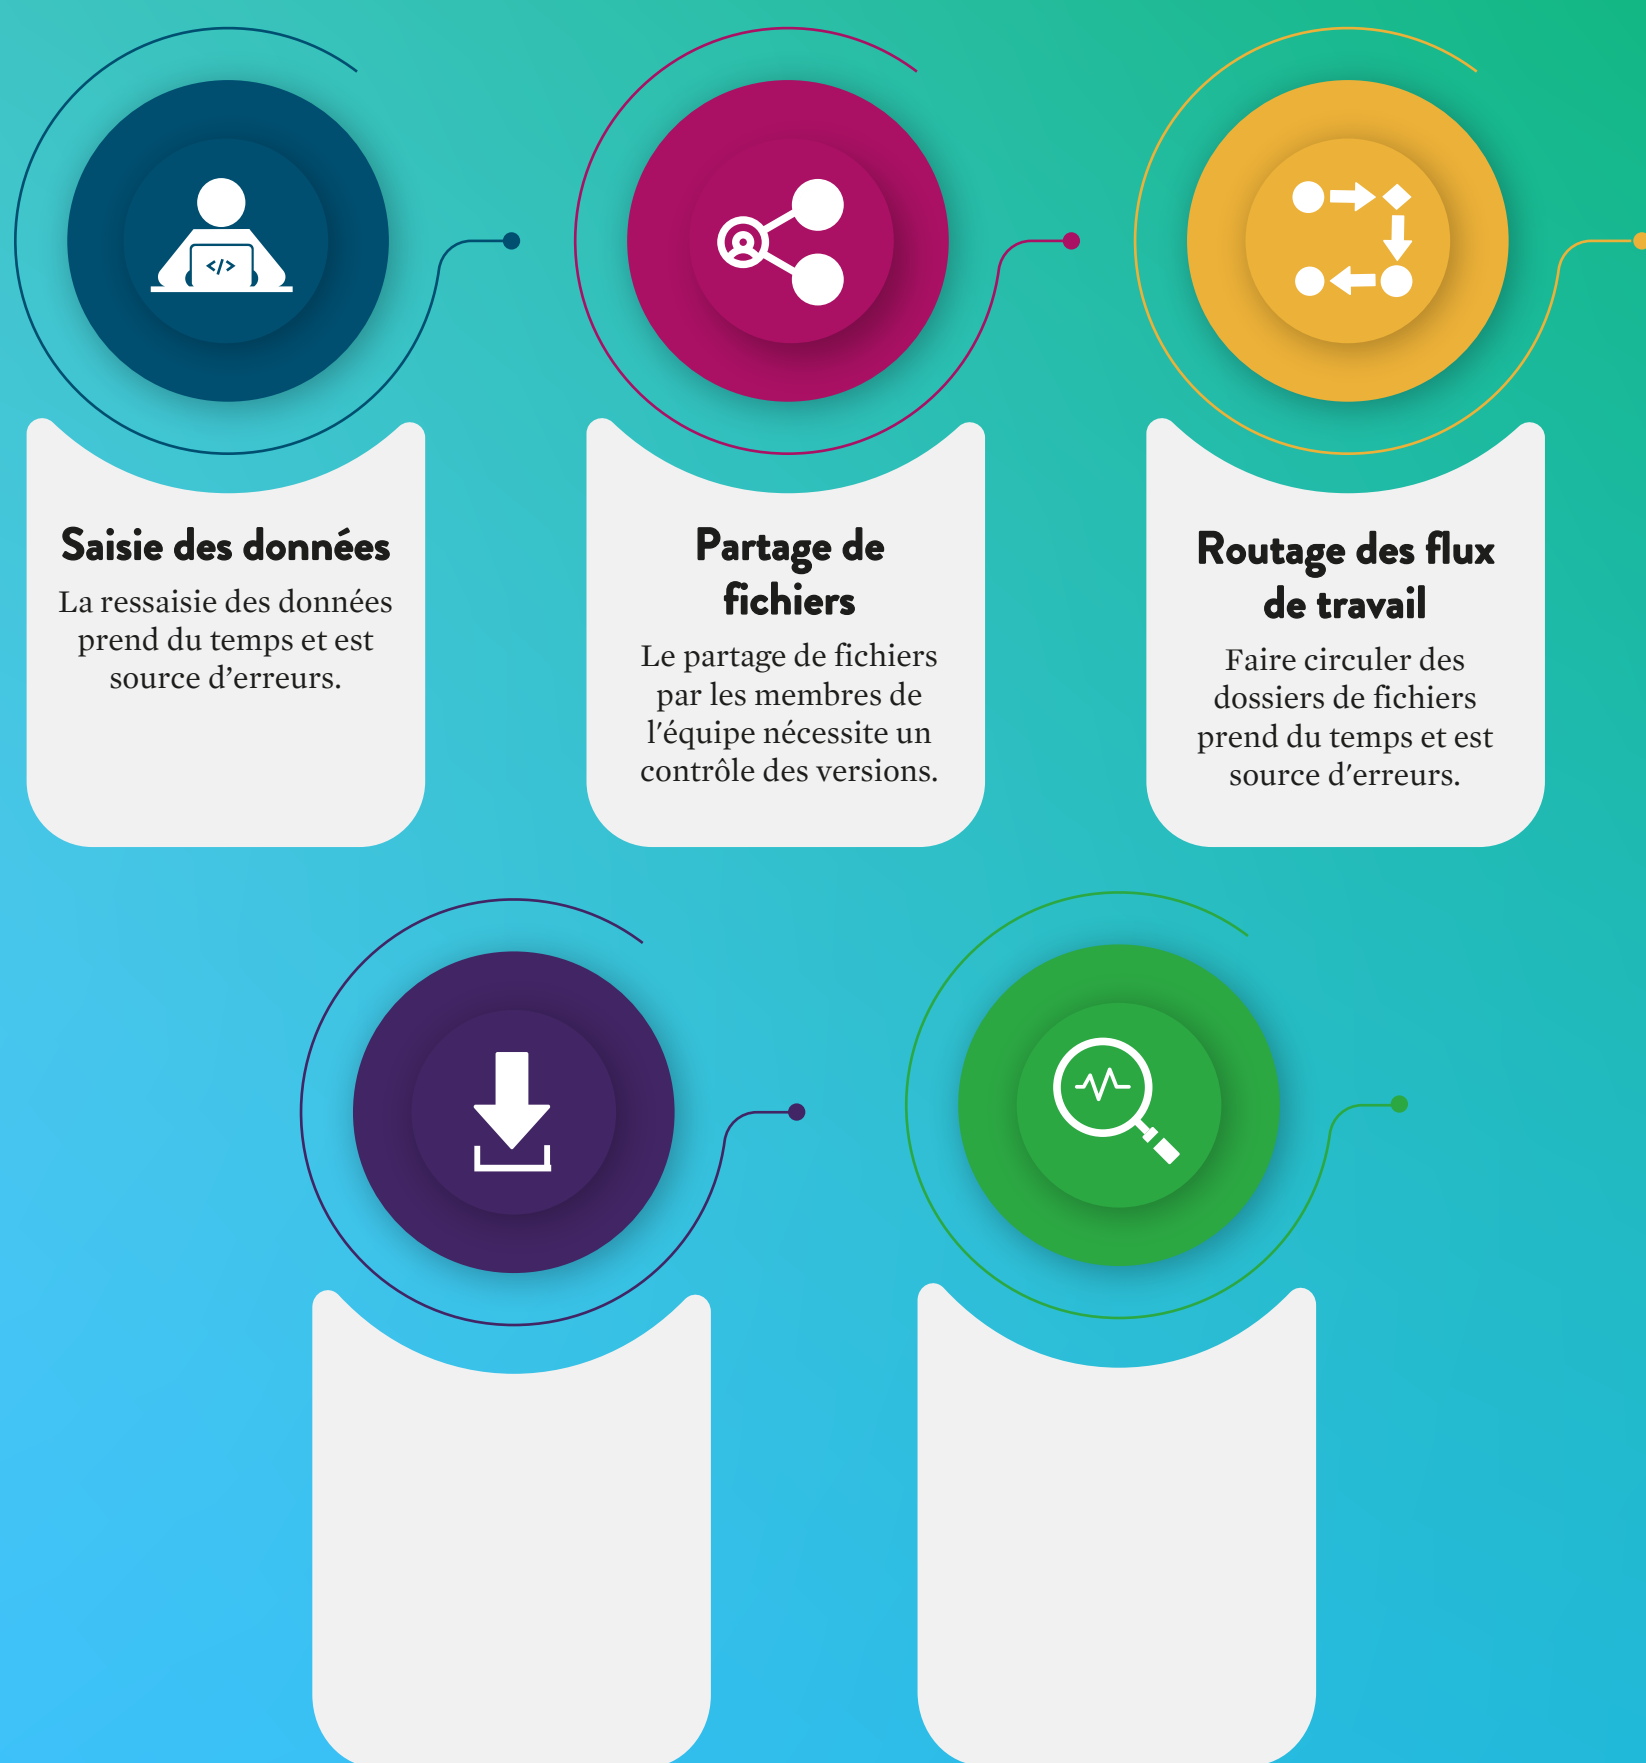 Saisie des données
La ressaisie des données
prend du temps et est
source d’erreurs.
Partage de
fichiers
Le partage de fichiers
par les membres de
l'équipe nécessite un
contrôle des versions.
Routage des flux
de travail
Faire circuler des
dossiers de fichiers
prend du temps et est
source d'erreurs.